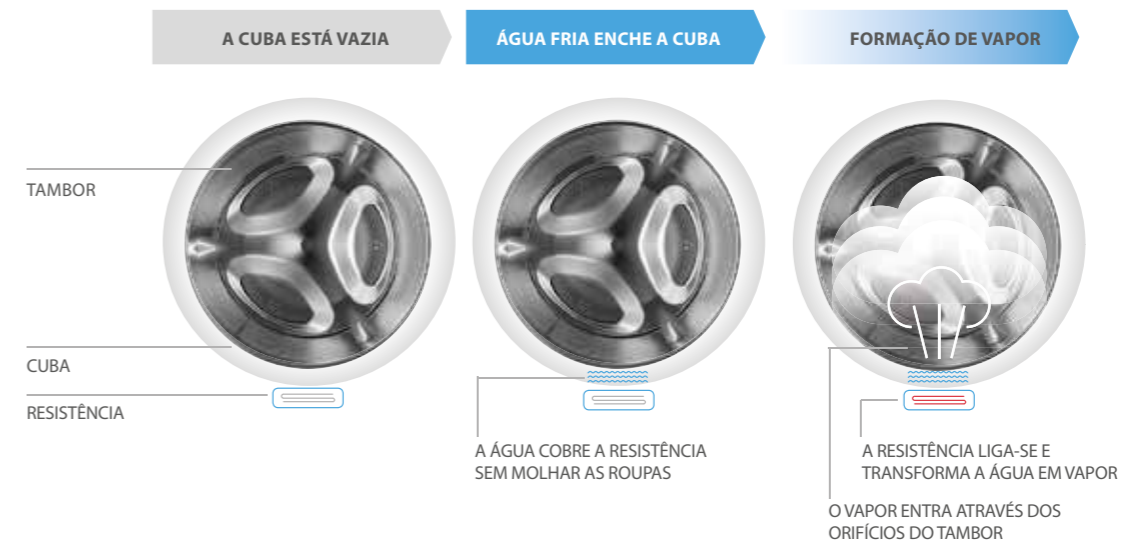 A CUBA ESTÁ VAZIA
ÁGUA FRIA ENCHE A CUBA
FORMAÇÃO DE VAPOR
TAMBOR
CUBA
RESISTÊNCIA
A ÁGUA COBRE A RESISTÊNCIA
SEM MOLHAR AS ROUPAS
A RESISTÊNCIA LIGA-SE E
TRANSFORMA A ÁGUA EM VAPOR
O VAPOR ENTRA ATRAVÉS DOS
ORIFÍCIOS DO TAMBOR